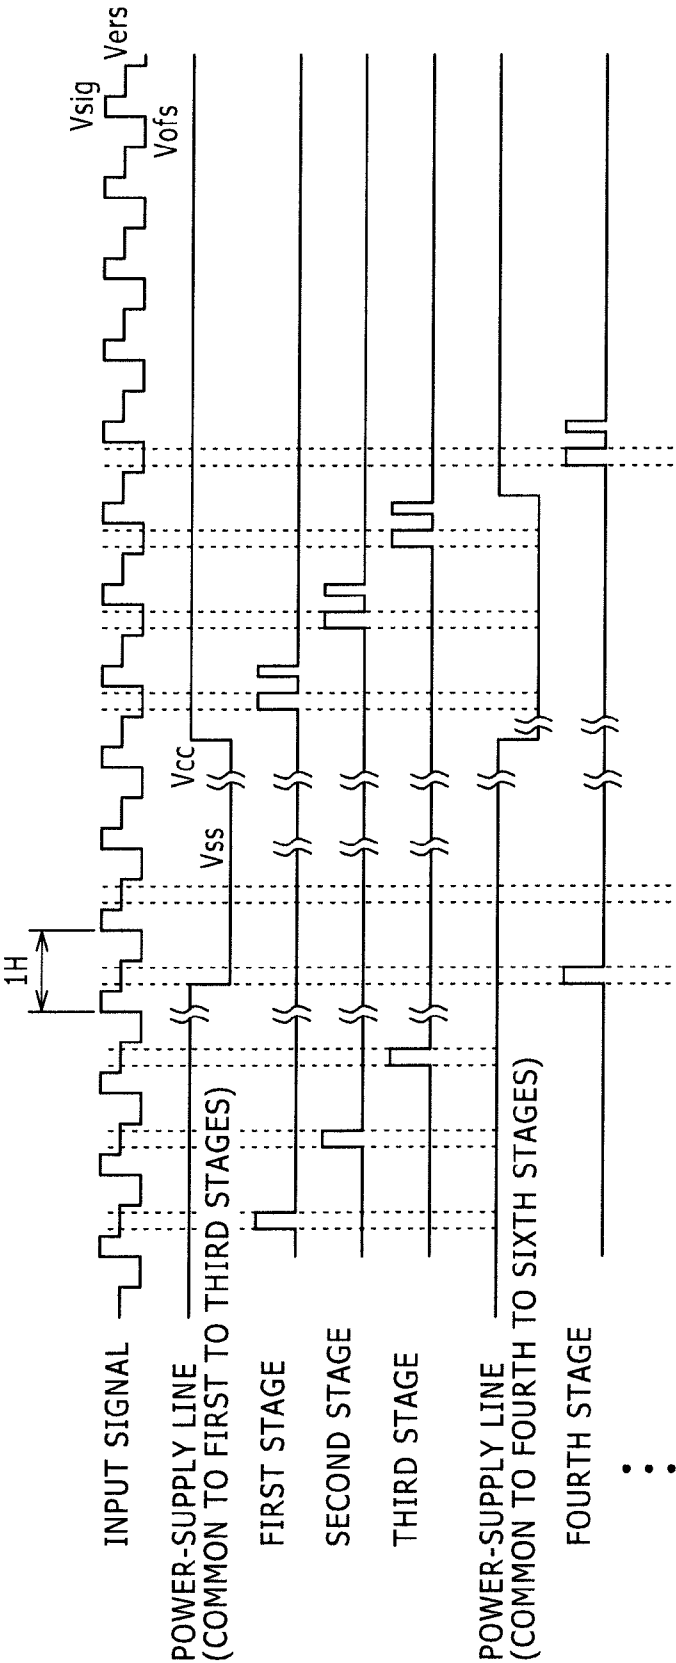 INPUT SIGNAL
1H
Vsig
Vers
Vofs
POWER-SUPPLY LINE
(COMMON TO FIRST TO THIRD STAGES)
Vss
Vcc
FIRST STAGE
SECOND STAGE
THIRD STAGE
POWER-SUPPLY LINE
(COMMON TO FOURTH TO SIXTH STAGES)
FOURTH STAGE